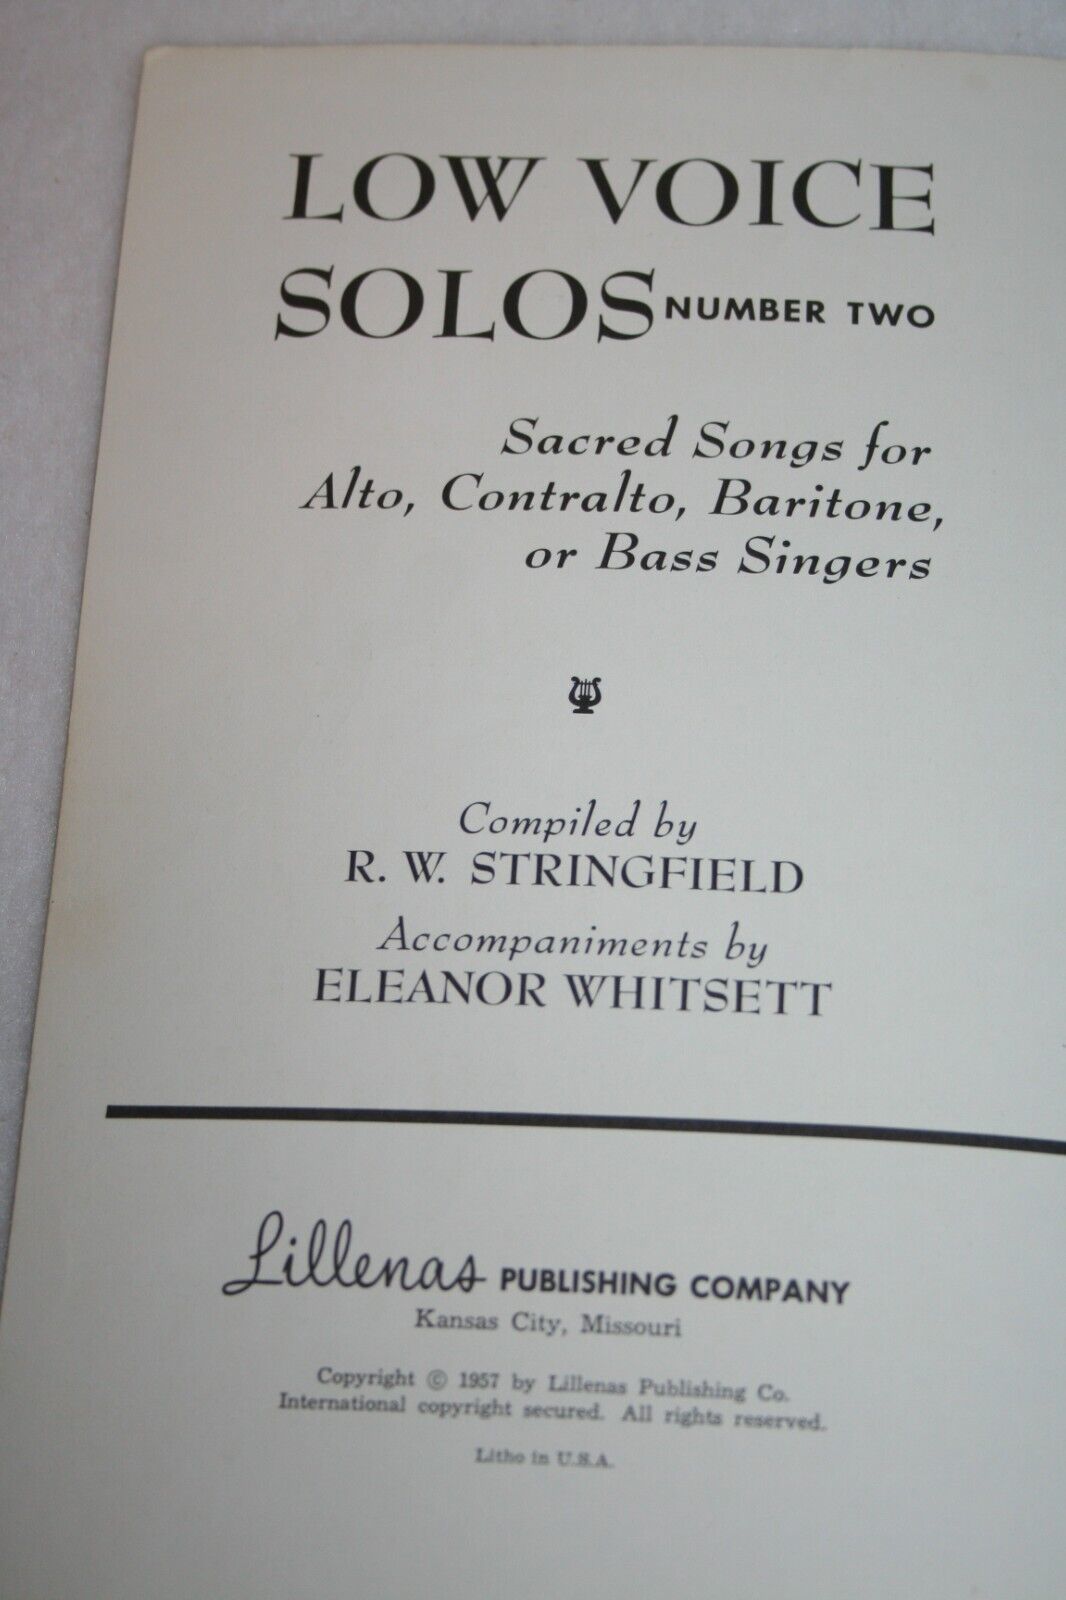 LOW VOICE
SOLOS NUMBER TWO
Sacred Songs for
Alto, Contralto, Baritone,
or Bass Singers
Compiled by
R. W. STRINGFIELD
Accompaniments by
ELEANOR WHITSETT
Lillenas PUBLISHING COMPANY
Kansas City, Missouri
Copyright © 1957 by Lillenas Publishing Co.
International copyright secured. All rights reserved.
Litho in U.S.A.